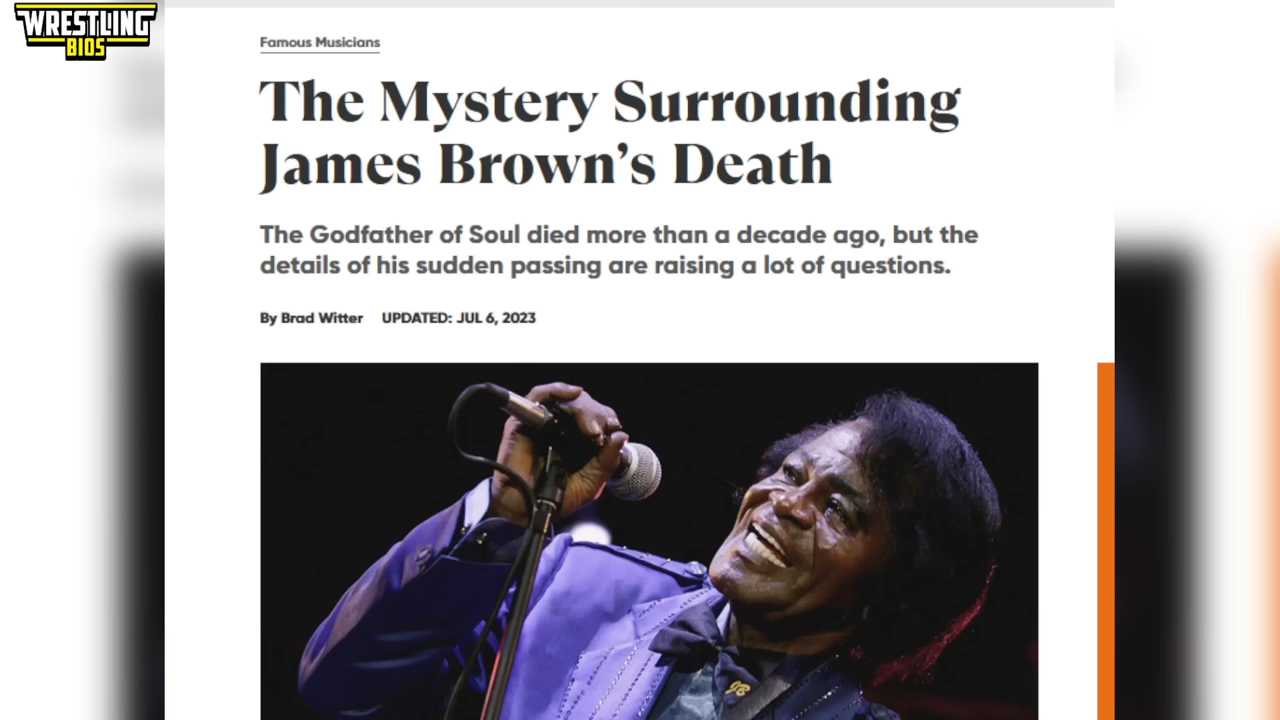 WRESTLING
BIOS
Famous Musicians
The Mystery Surrounding
James Brown's Death
The Godfather of Soul died more than a decade ago, but the
details of his sudden passing are raising a lot of questions.
By Brad Witter UPDATED: JUL 6, 2023
JB